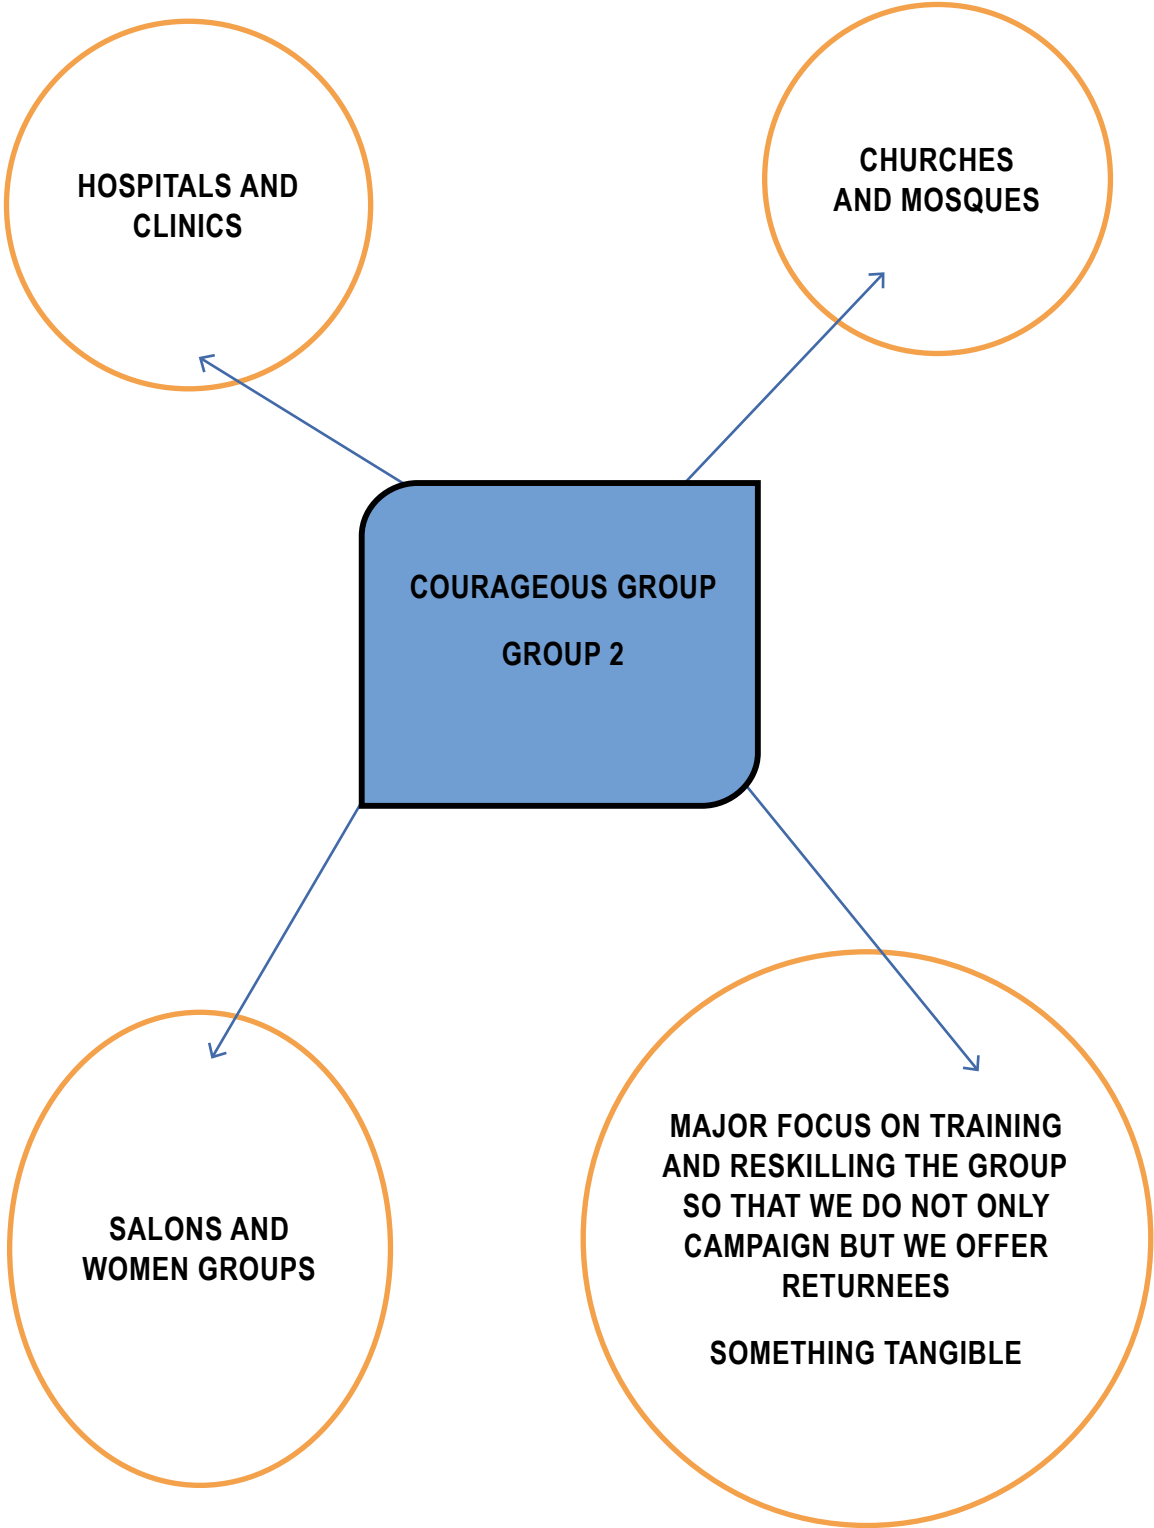 HOSPITALS AND
CLINICS
CHURCHES
AND MOSQUES
COURAGEOUS GROUP
GROUP 2
SALONS AND
WOMEN GROUPS
MAJOR FOCUS ON TRAINING
AND RESKILLING THE GROUP
SO THAT WE DO NOT ONLY
CAMPAIGN BUT WE OFFER
RETURNEES
SOMETHING TANGIBLE